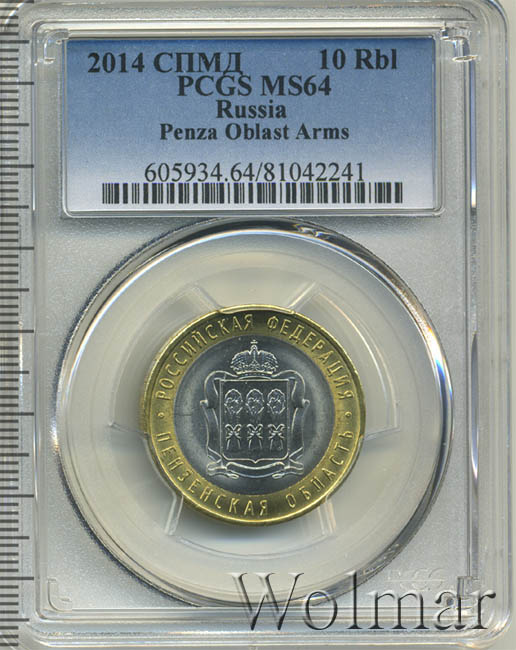 2014 СПМД 10 Rbl
PCGS MS64
Russia
Penza Oblast Arms
605934.64/81042241
РОССИЙСКАЯ ФЕДЕРАЦИЯ
ПЕНЗЕНСКАЯ ОБЛАСТЬ
Wolmar